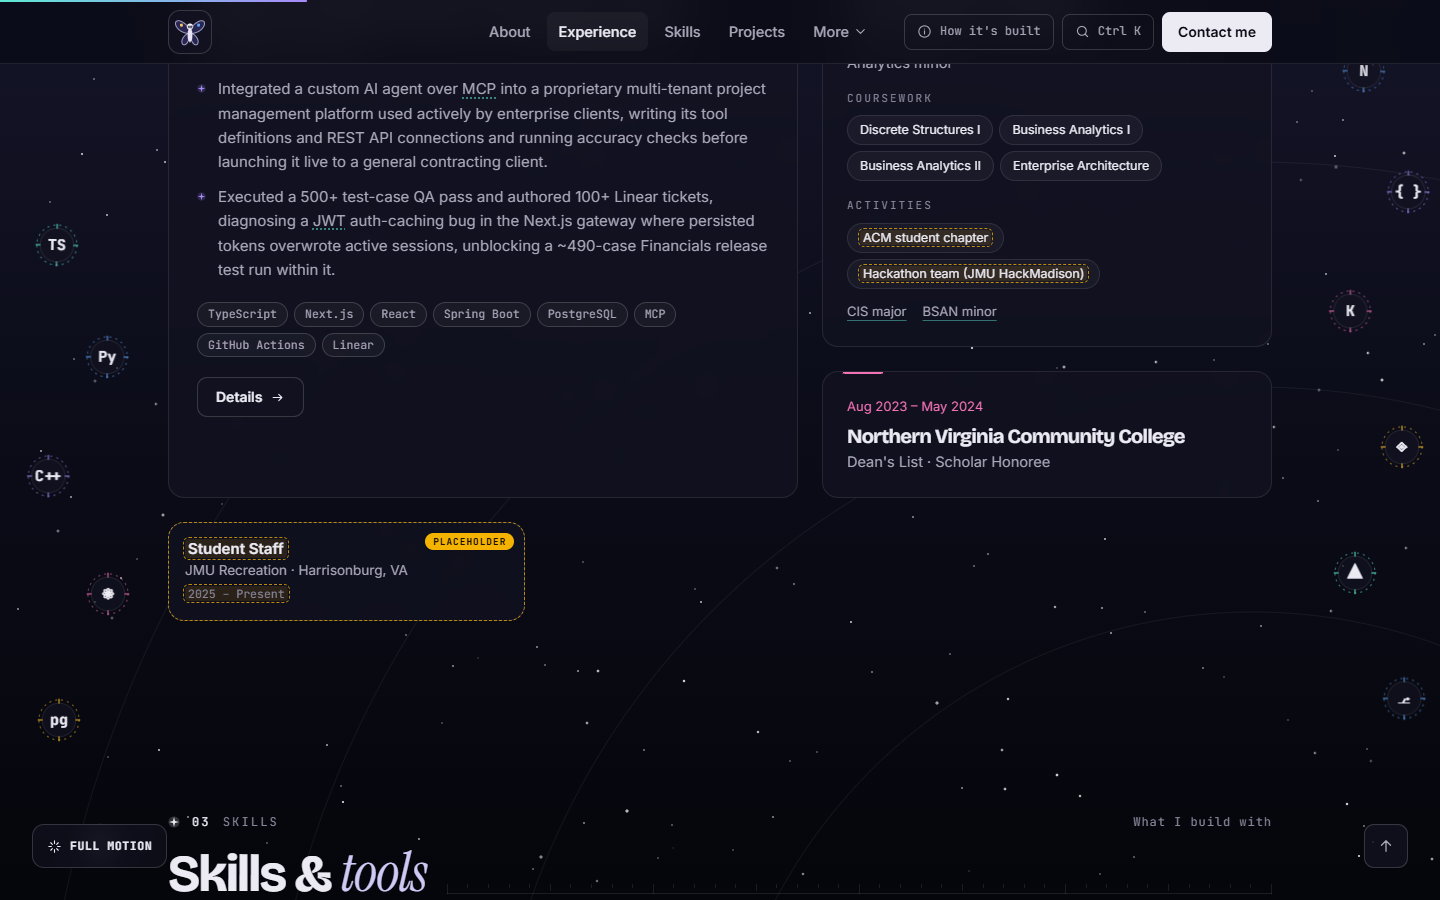 About
Experience
Skills
Projects
More
How it's built
Ctrl K
Contact me
Integrated a custom AI agent over MCP into a proprietary multi-tenant project
management platform used actively by enterprise clients, writing its tool
definitions and REST API connections and running accuracy checks before
launching it live to a general contracting client.
Executed a 500+ test-case QA pass and authored 100+ Linear tickets,
diagnosing a JWT auth-caching bug in the Next.js gateway where persisted
tokens overwrote active sessions, unblocking a ~490-case Financials release
test run within it.
TypeScript
Next.js
React
Spring Boot
PostgreSQL
MCP
GitHub Actions
Linear
Details
Analytics minor
COURSEWORK
Discrete Structures I
Business Analytics I
Business Analytics II
Enterprise Architecture
ACTIVITIES
ACM student chapter
Hackathon team (JMU HackMadison)
CIS major
BSAN minor
Aug 2023 – May 2024
Northern Virginia Community College
Dean's List · Scholar Honoree
Student Staff
PLACEHOLDER
JMU Recreation · Harrisonburg, VA
2025 – Present
TS
Py
C++
pg
N
{ }
K
03 SKILLS
What I build with
FULL MOTION
Skills & tools